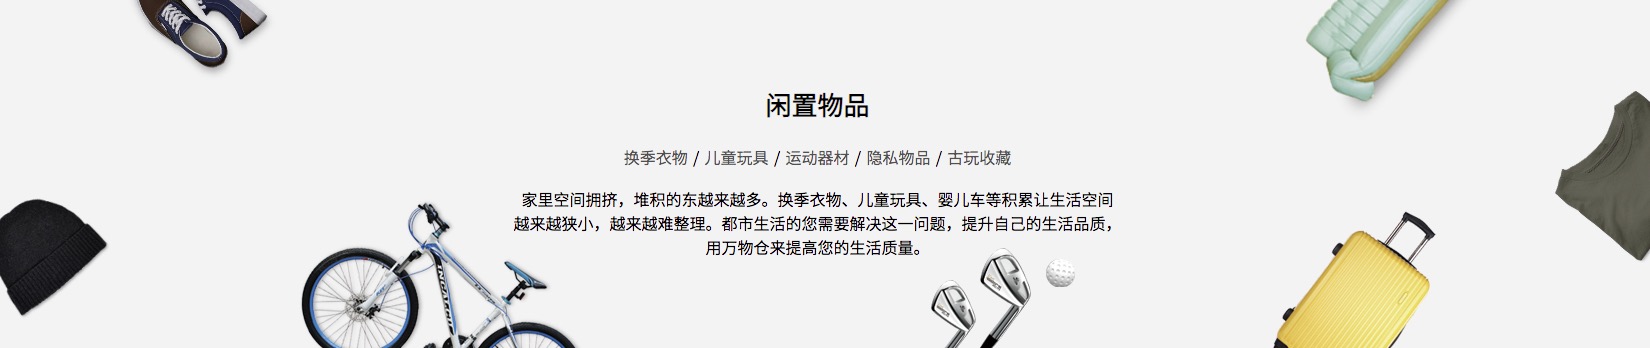 闲置物品
换季衣物 / 儿童玩具 / 运动器材 / 隐私物品 / 古玩收藏
家里空间拥挤，堆积的东越来越多。换季衣物、儿童玩具、婴儿车等积累让生活空间
越来越狭小，越来越难整理。都市生活的您需要解决这一问题，提升自己的生活品质，
用万物仓来提高您的生活质量。